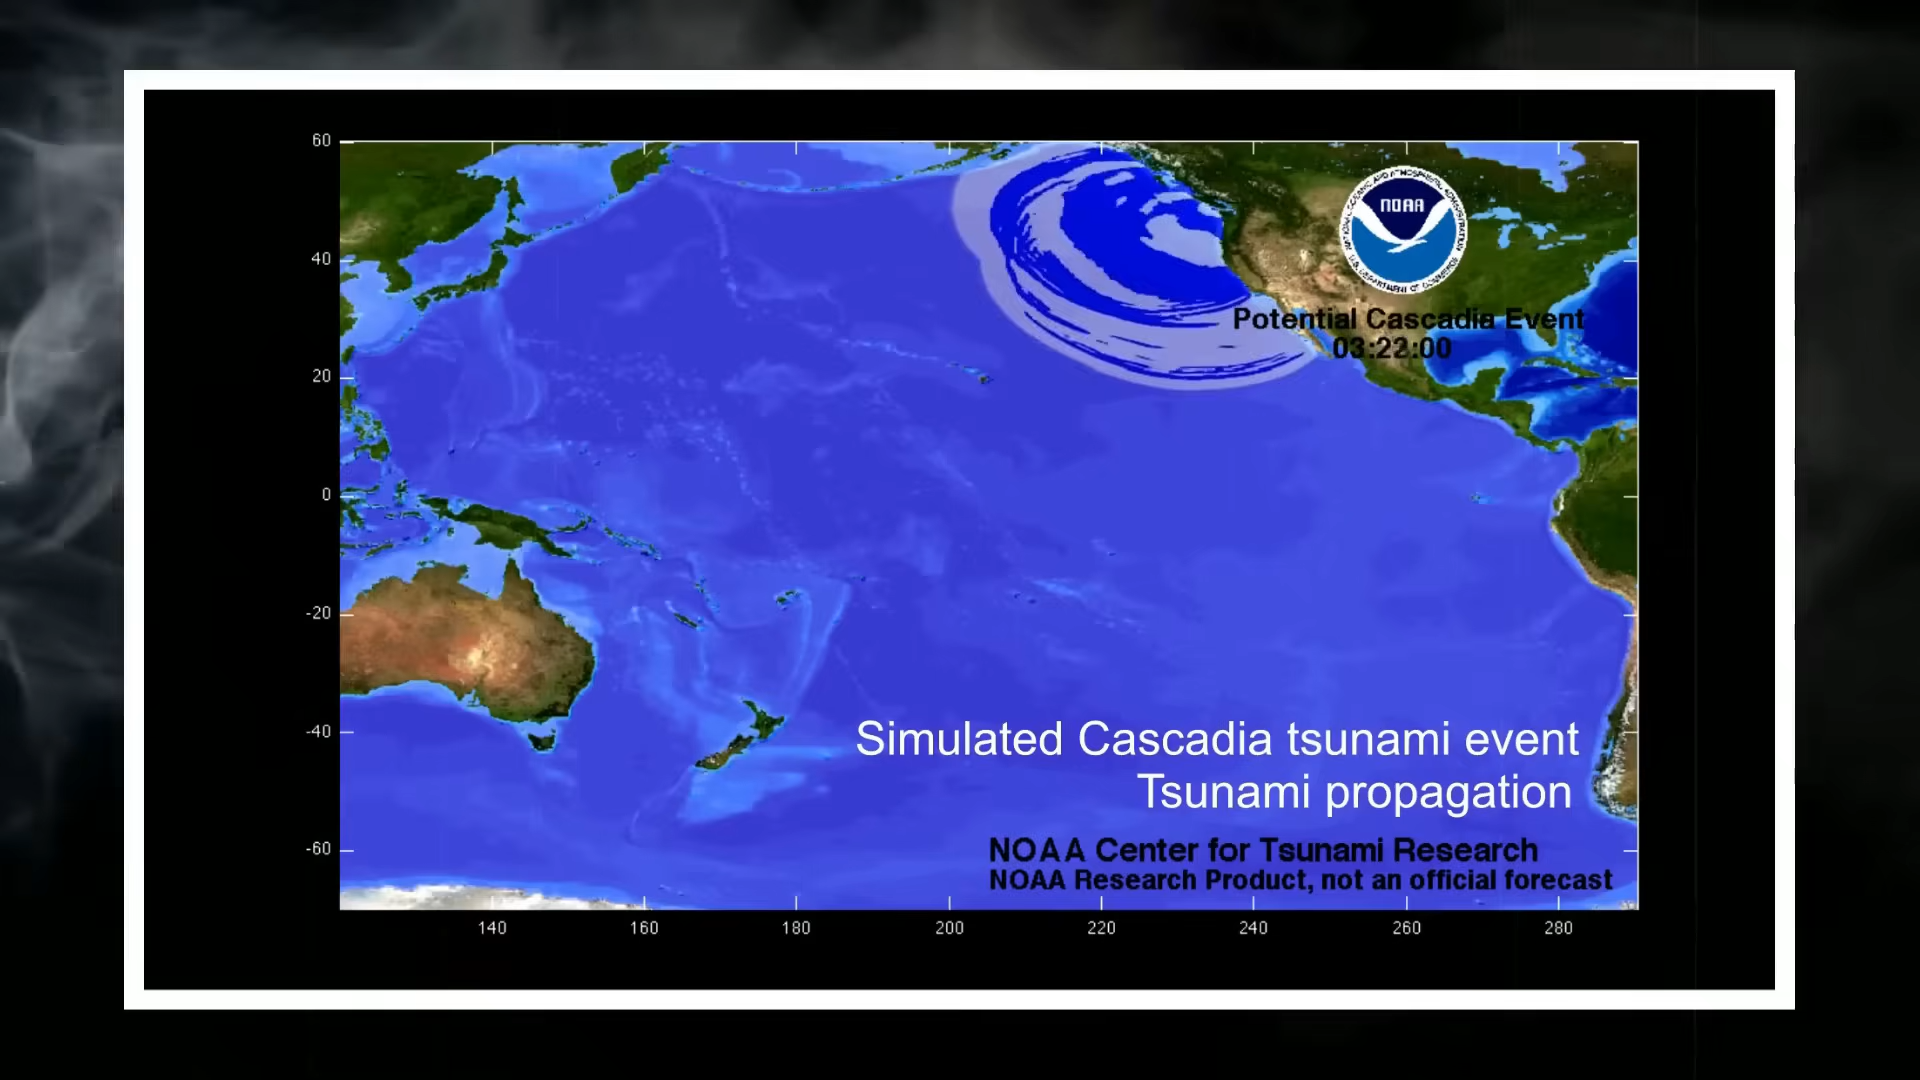 60
40
20
0
-20
-40
-60
140 160 180 200 220 240 260 280
NOAA
Potential Cascadia Event
03:22:00
Simulated Cascadia tsunami event
Tsunami propagation
NOAA Center for Tsunami Research
NOAA Research Product, not an official forecast